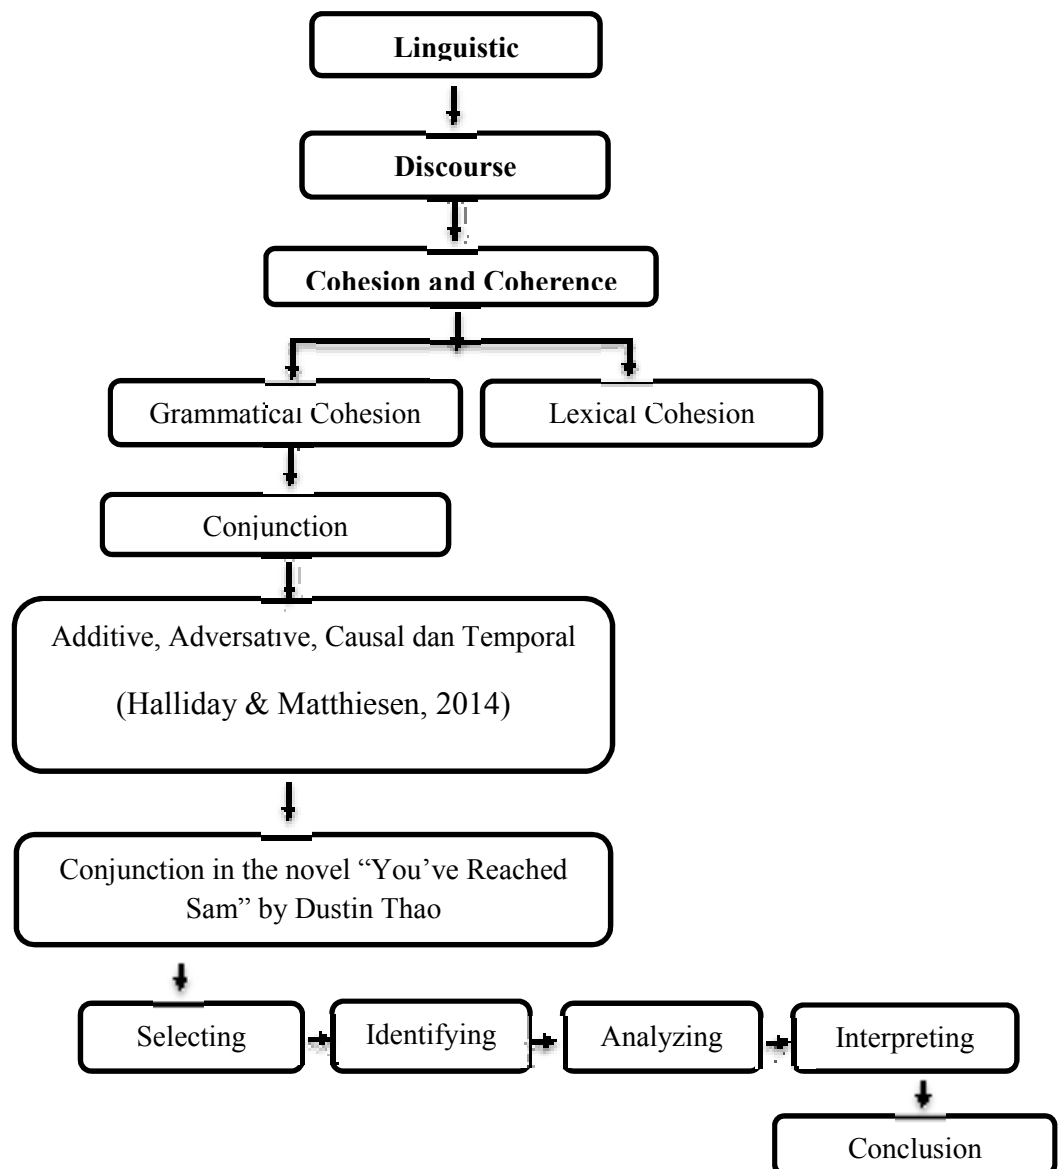 Linguistic
Discourse
Cohesion and Coherence
Grammatical Cohesion
Lexical Cohesion
Conjunction
Additive, Adversative, Causal dan Temporal
(Halliday & Matthiesen, 2014)
Conjunction in the novel “You’ve Reached
Sam” by Dustin Thao
Selecting
Identifying
Analyzing
Interpreting
Conclusion